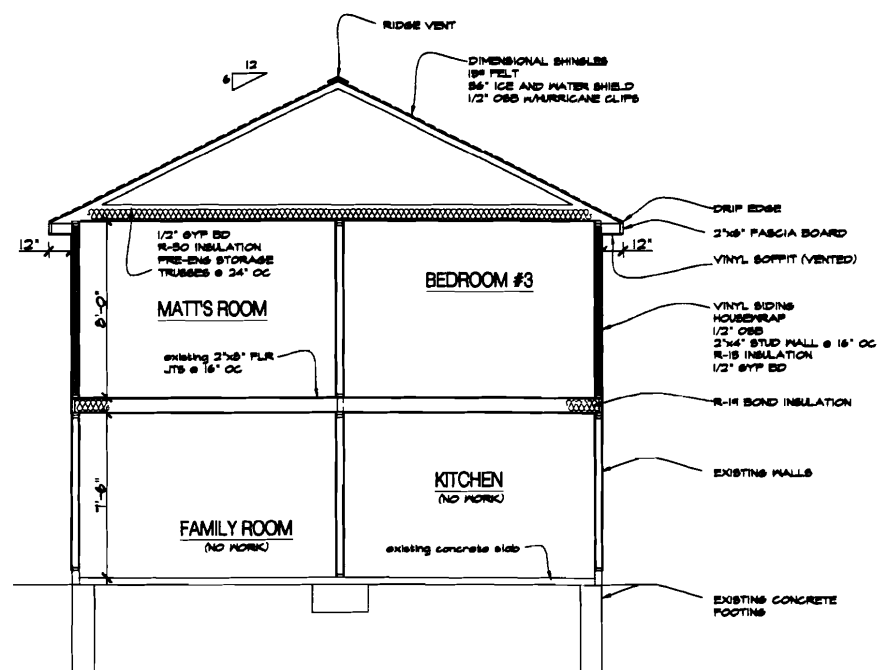 RIDGE VENT
12
6
DIMENSIONAL SHINGLES
15# FELT
36" ICE AND WATER SHIELD
1/2" OSB W/HURRICANE CLIPS
DRIP EDGE
12"
12"
2"x6" FASCIA BOARD
VINYL SOFFIT (VENTED)
1/2" GYP BD
R-50 INSULATION
PRE-ENG STORAGE
TRUSSES @ 24" OC
BEDROOM #3
MATT'S ROOM
8'-0"
VINYL SIDING
HOUSEWRAP
1/2" OSB
2"x4" STUD WALL @ 16" OC
R-15 INSULATION
1/2" GYP BD
existing 2"x8" FLR
JTS @ 16" OC
R-19 BOND INSULATION
7'-6"
KITCHEN
(NO WORK)
EXISTING WALLS
FAMILY ROOM
(NO WORK)
existing concrete slab
EXISTING CONCRETE
FOOTING